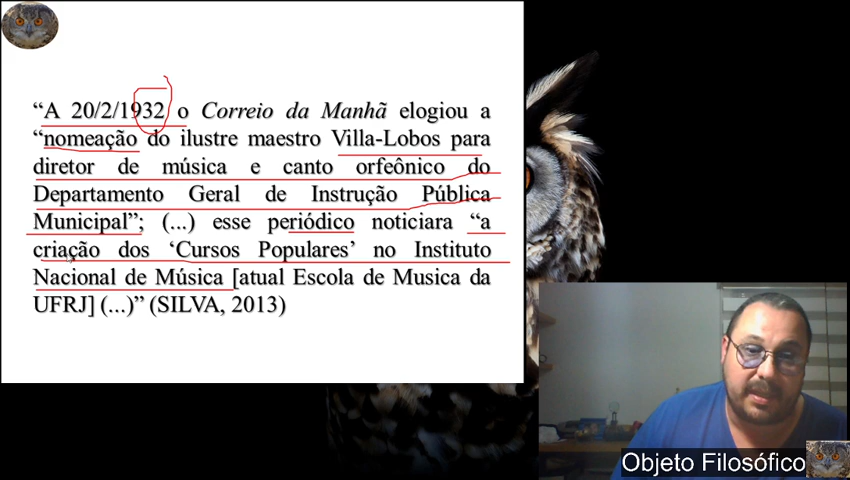 “A 20/2/1932 o Correio da Manhã elogiou a
“nomeação do ilustre maestro Villa-Lobos para
diretor de música e canto orfeônico do
Departamento Geral de Instrução Pública
Municipal”; (...) esse periódico noticiara “a
criação dos ‘Cursos Populares’ no Instituto
Nacional de Música [atual Escola de Musica da
UFRJ] (...)” (SILVA, 2013)
Objeto Filosófico